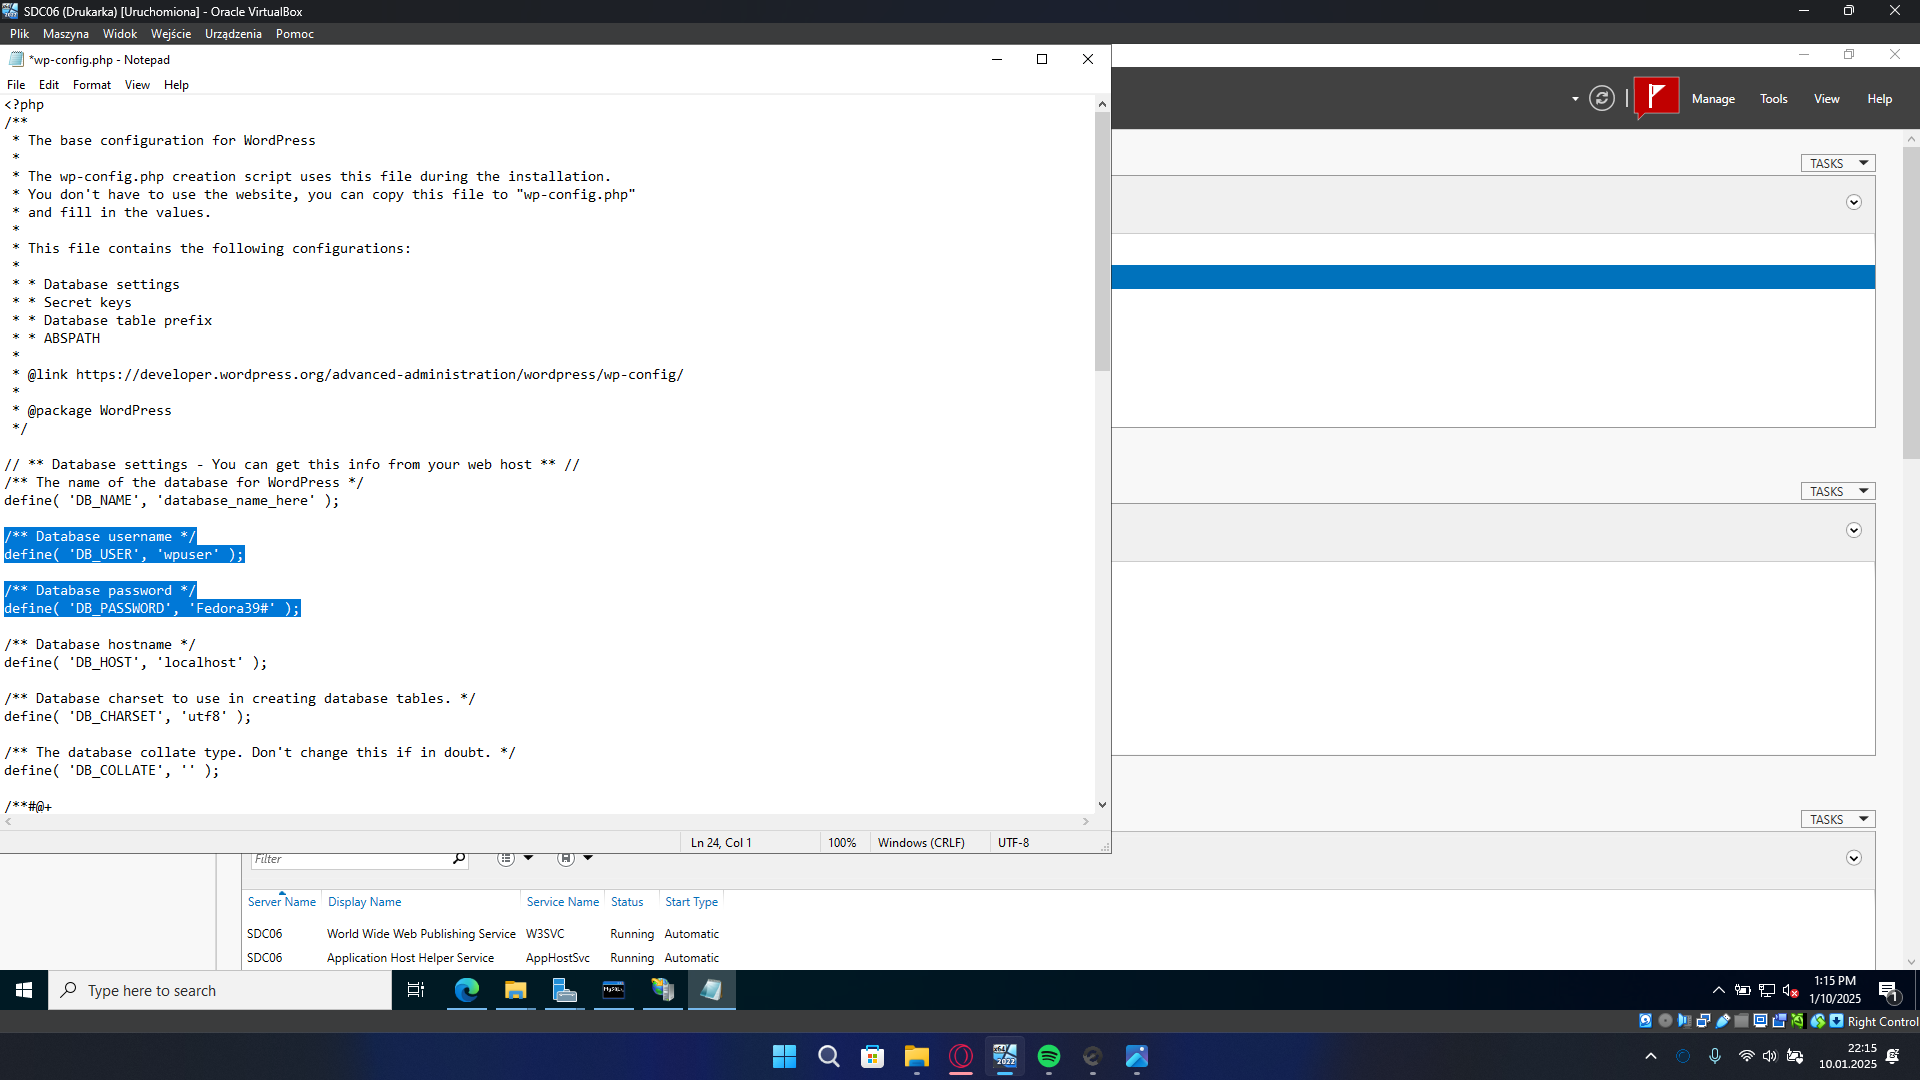 SDC06 (Drukarka) [Uruchomiona] - Oracle VirtualBox
Plik Maszyna Widok Wejście Urządzenia Pomoc
*wp-config.php - Notepad
File Edit Format View Help
Manage Tools View Help
<?php
/**
 * The base configuration for WordPress
 *
 * The wp-config.php creation script uses this file during the installation.
 * You don't have to use the website, you can copy this file to "wp-config.php"
 * and fill in the values.
 *
 * This file contains the following configurations:
 *
 * * Database settings
 * * Secret keys
 * * Database table prefix
 * * ABSPATH
 *
 * @link https://developer.wordpress.org/advanced-administration/wordpress/wp-config/
 *
 * @package WordPress
 */
// ** Database settings - You can get this info from your web host ** //
/** The name of the database for WordPress */
define( 'DB_NAME', 'database_name_here' );
/** Database username */
define( 'DB_USER', 'wpuser' );
/** Database password */
define( 'DB_PASSWORD', 'Fedora39#' );
/** Database hostname */
define( 'DB_HOST', 'localhost' );
/** Database charset to use in creating database tables. */
define( 'DB_CHARSET', 'utf8' );
/** The database collate type. Don't change this if in doubt. */
define( 'DB_COLLATE', '' );
/**#@+
Ln 24, Col 1 100% Windows (CRLF) UTF-8
TASKS
TASKS
TASKS
Filter
Server Name Display Name Service Name Status Start Type
SDC06 World Wide Web Publishing Service W3SVC Running Automatic
SDC06 Application Host Helper Service AppHostSvc Running Automatic
Type here to search
MySQL
1:15 PM
1/10/2025
1
Right Control
2022
22:15
10.01.2025